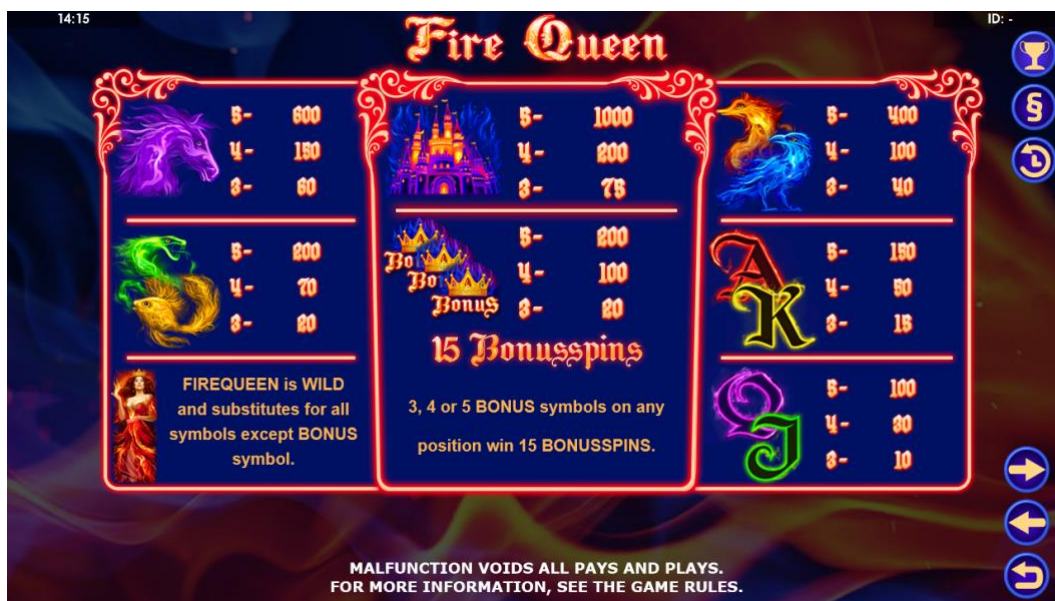 14:15
ID: -
Fire Queen
5- 600
4- 150
3- 60
5- 1000
4- 200
3- 75
5- 400
4- 100
3- 40
5- 200
4- 70
3- 20
Bo
Bo
Bonus
5- 200
4- 100
3- 20
15 Bonusspins
3, 4 or 5 BONUS symbols on any
position win 15 BONUSSPINS.
A
K
5- 150
4- 50
3- 15
FIREQUEEN is WILD
and substitutes for all
symbols except BONUS
symbol.
Q
J
5- 100
4- 30
3- 10
§
MALFUNCTION VOIDS ALL PAYS AND PLAYS.
FOR MORE INFORMATION, SEE THE GAME RULES.